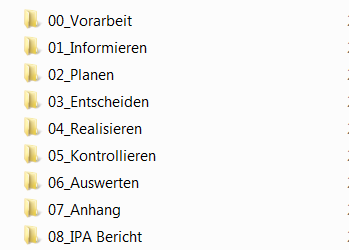 00_Vorarbeit
01_Informieren
02_Planen
03_Entscheiden
04_Realisieren
05_Kontrollieren
06_Auswerten
07_Anhang
08_IPA Bericht